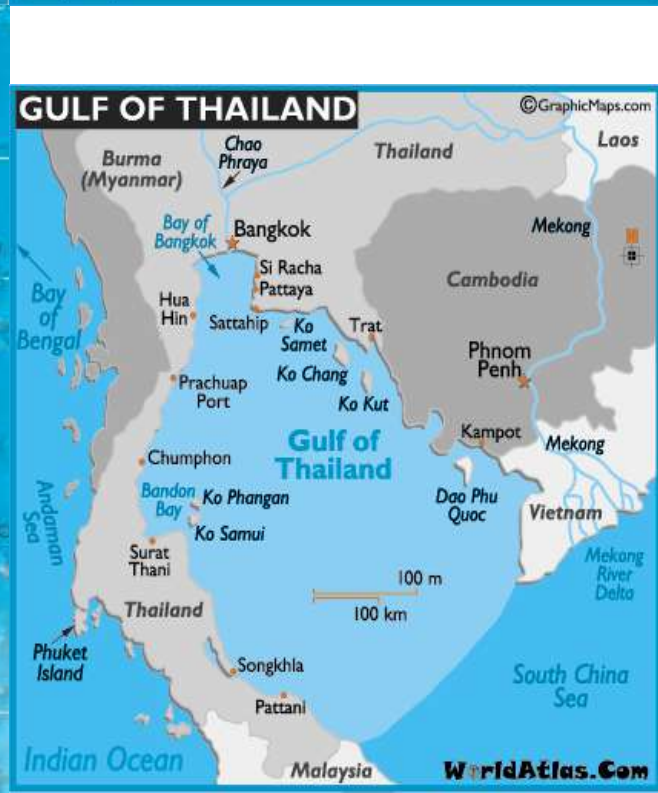 GULF OF THAILAND
©GraphicMaps.com
Burma
(Myanmar)
Chao
Phraya
Thailand
Laos
Bay of
Bangkok
Bangkok
Mekong
Si Racha
Pattaya
Cambodia
Bay
of
Bengal
Hua
Hin
Sattahip
Ko
Samet
Trat
Phnom
Penh
Ko Chang
Prachuap
Port
Ko Kut
Gulf of
Thailand
Kampot
Mekong
Chumphon
Andaman
Sea
Bandon
Bay
Ko Phangan
Ko Samui
Dao Phu
Quoc
Vietnam
Surat
Thani
Mekong
River
Delta
100 m
100 km
Thailand
Phuket
Island
Songkhla
Pattani
South China
Sea
Indian Ocean
Malaysia
WorldAtlas.Com